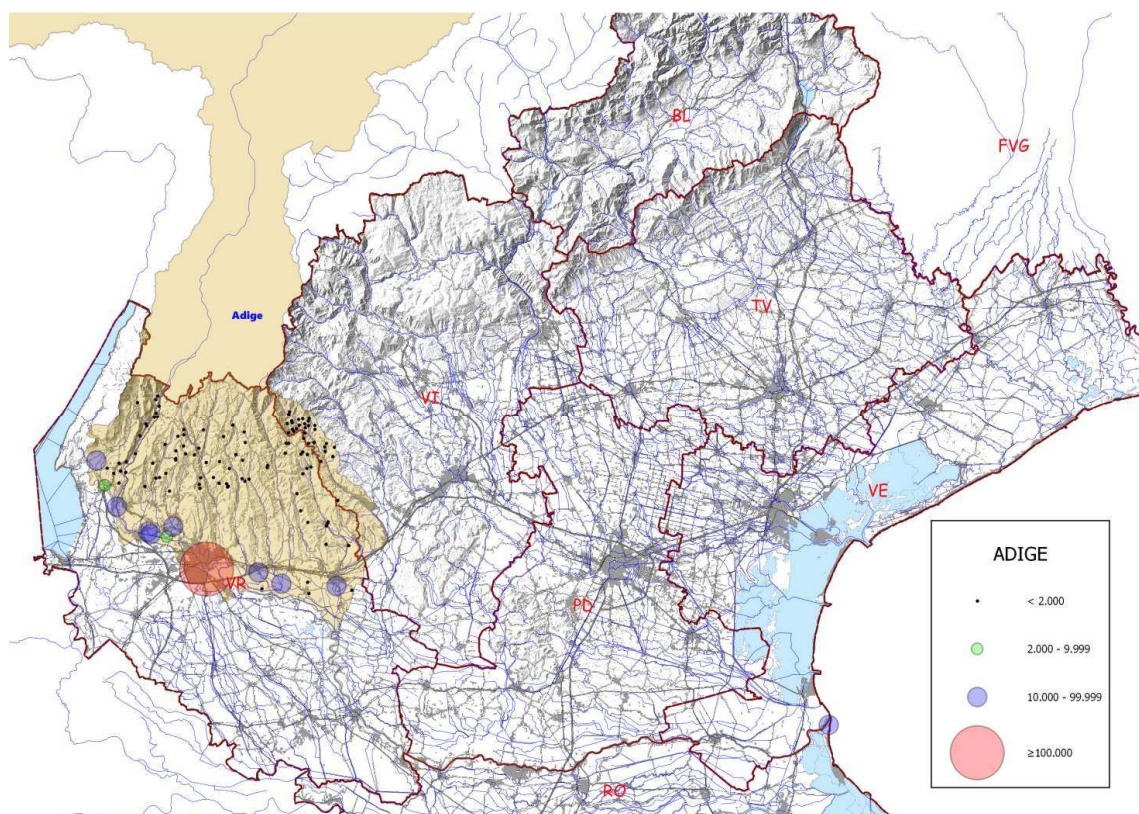 BL
FVG
TV
Adige
VI
VE
VR
PD
RO
ADIGE
< 2.000
2.000 - 9.999
10.000 - 99.999
≥100.000